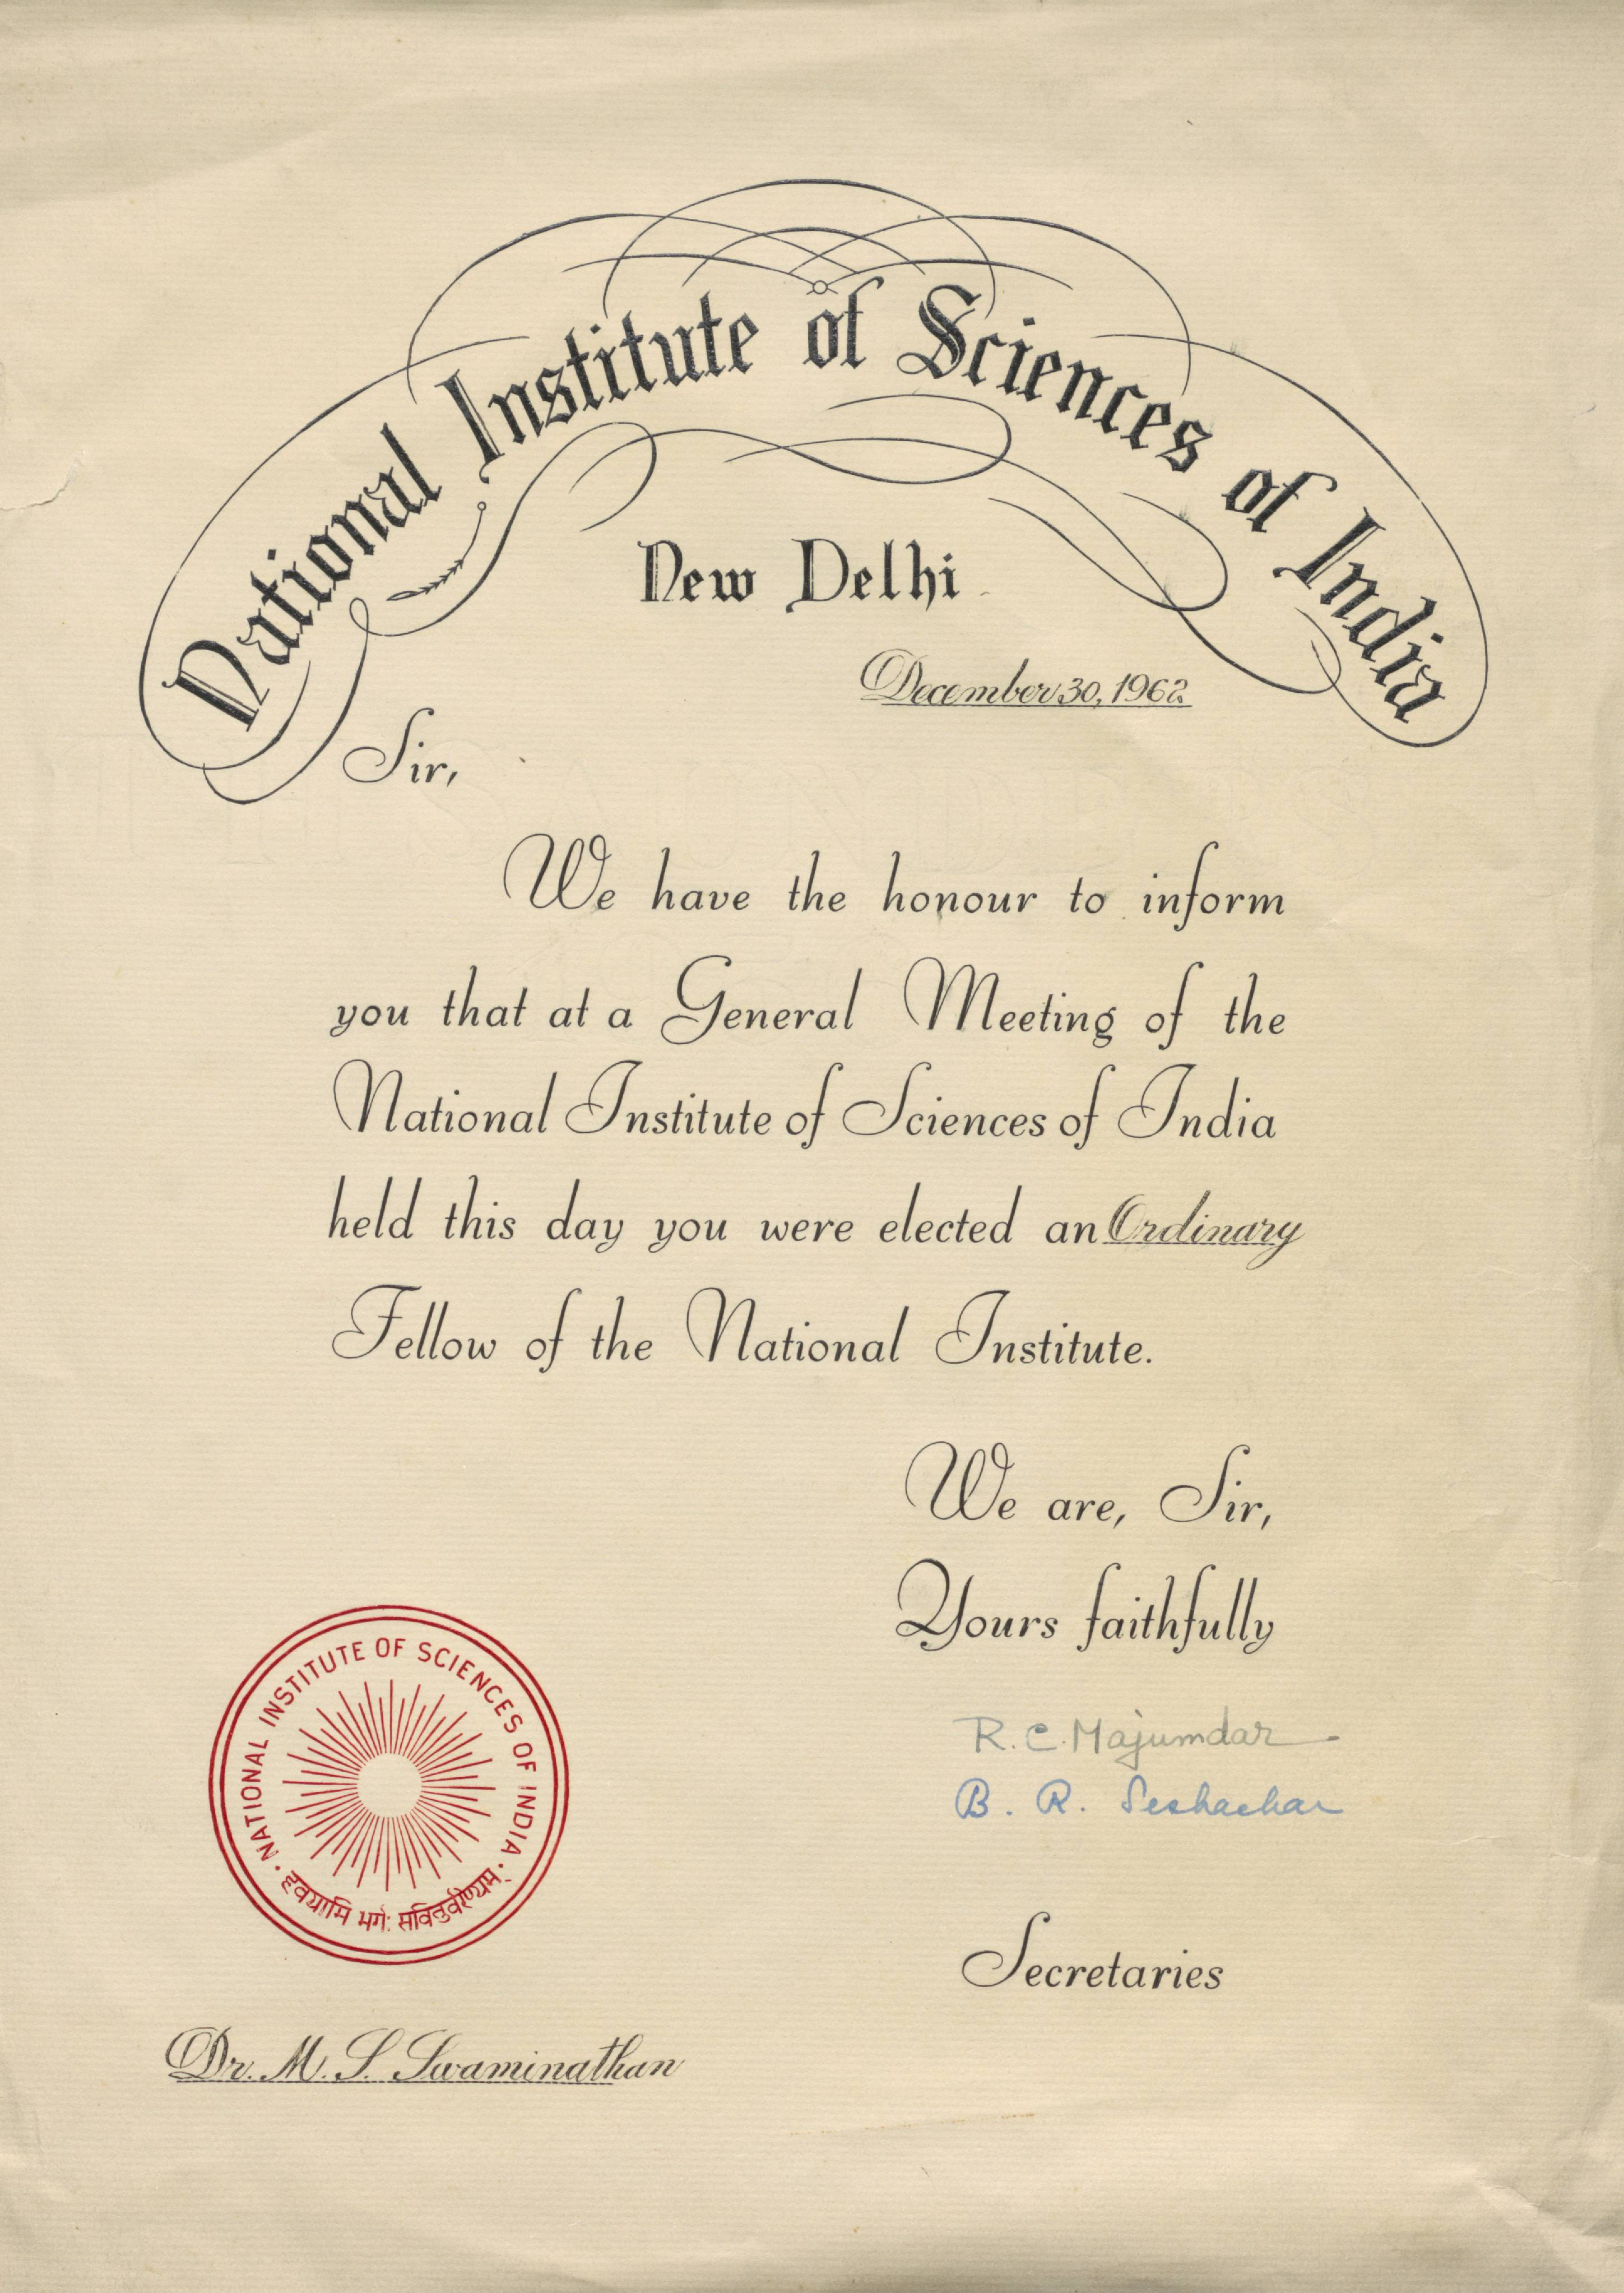 National Institute of Sciences of India
New Delhi
December 30, 1962
Sir,
We have the honour to inform
you that at a General Meeting of the
National Institute of Sciences of India
held this day you were elected an Ordinary
Fellow of the National Institute.
We are, Sir,
Yours faithfully
R. C. Majumdar
B. R. Seshachar
Secretaries
· NATIONAL INSTITUTE OF SCIENCES OF INDIA ·
हवयामि भर्गः सवितुर्वरेण्यम्
Dr. M. S. Swaminathan